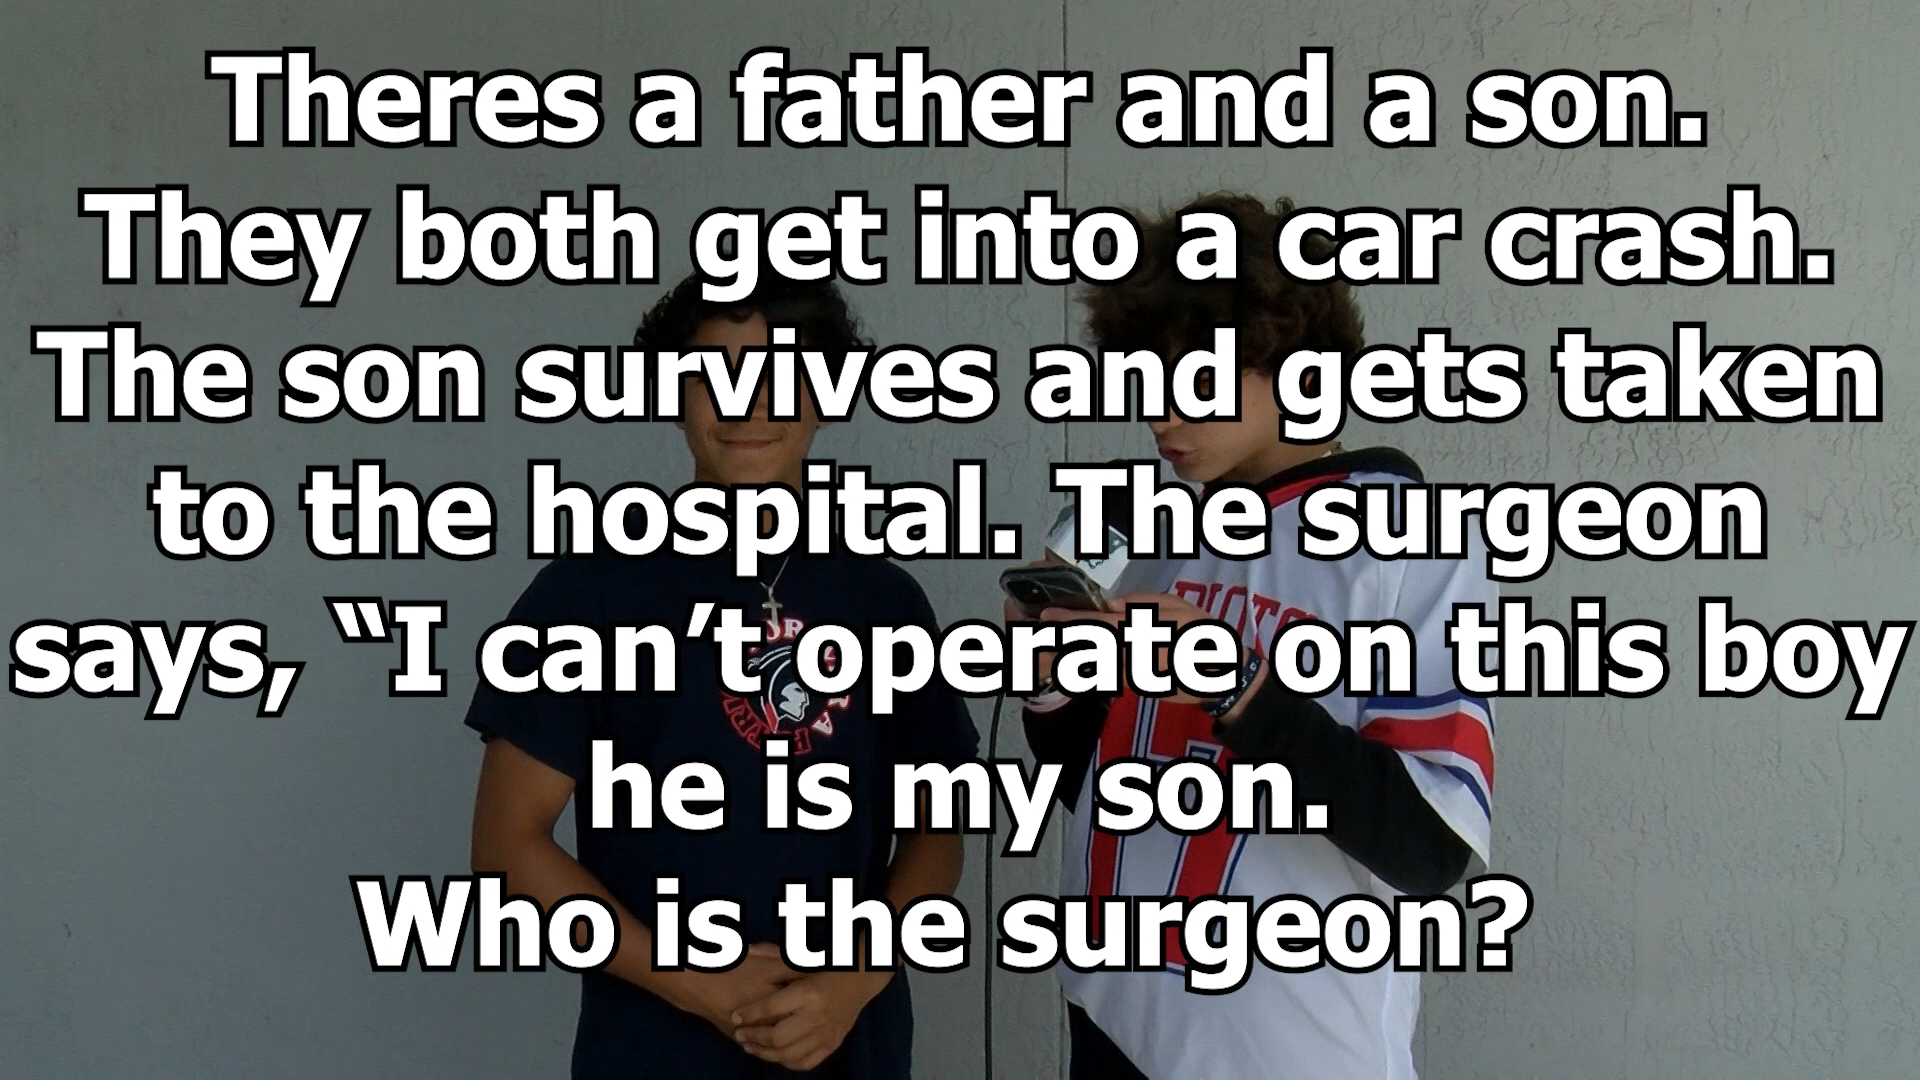 Theres a father and a son.
They both get into a car crash.
The son survives and gets taken
to the hospital. The surgeon
says, “I can’t operate on this boy
he is my son.
Who is the surgeon?